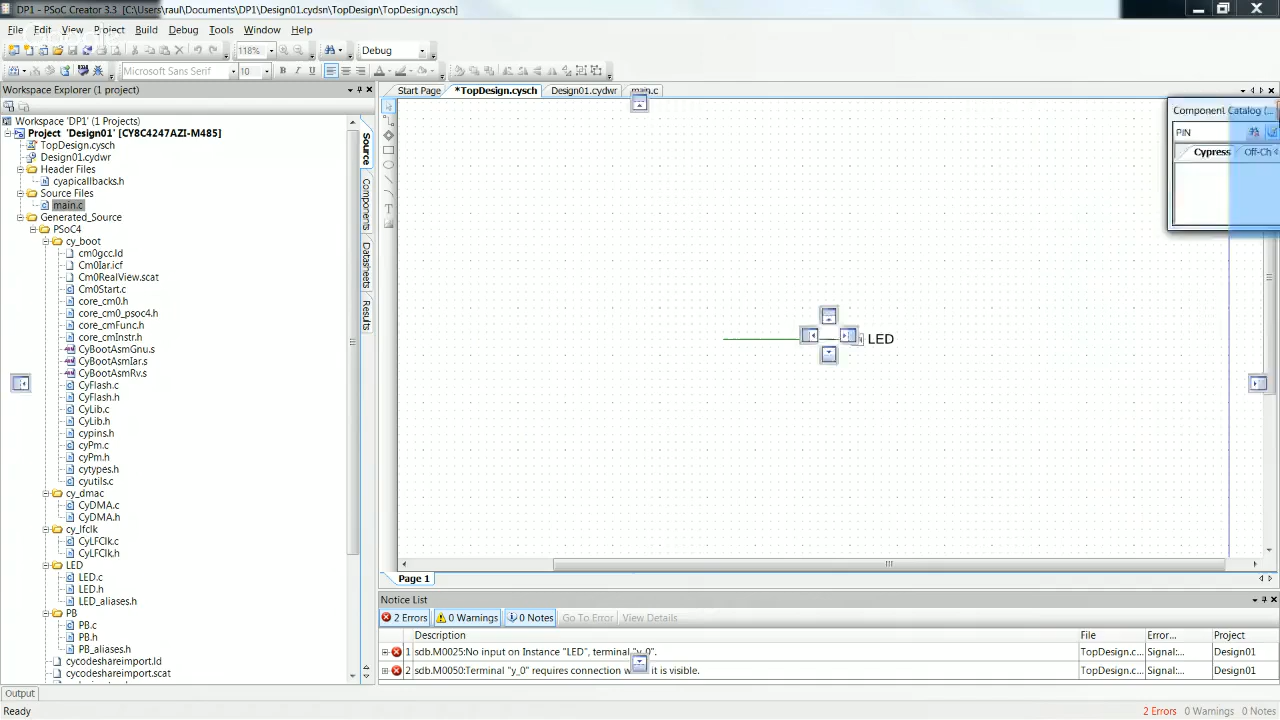 DP1 - PSoC Creator 3.3 [C:\Users\raul\Documents\DP1\Design01.cydsn\TopDesign\TopDesign.cysch]
File Edit View Project Build Debug Tools Window Help
118% Debug
Microsoft Sans Serif 10 B I U
Workspace Explorer (1 project)
Start Page *TopDesign.cysch Design01.cydwr main.c
Workspace 'DP1' (1 Projects)
Project 'Design01' [CY8C4247AZI-M485]
TopDesign.cysch
Design01.cydwr
Header Files
cyapicallbacks.h
Source Files
main.c
Generated_Source
PSoC4
cy_boot
cm0gcc.ld
Cm0Iar.icf
Cm0RealView.scat
Cm0Start.c
core_cm0.h
core_cm0_psoc4.h
core_cmFunc.h
core_cmInstr.h
CyBootAsmGnu.s
CyBootAsmIar.s
CyBootAsmRv.s
CyFlash.c
CyFlash.h
CyLib.c
CyLib.h
cypins.h
cyPm.c
cyPm.h
cytypes.h
cyutils.c
cy_dmac
CyDMA.c
CyDMA.h
cy_lfclk
CyLFClk.c
CyLFClk.h
LED
LED.c
LED.h
LED_aliases.h
PB
PB.c
PB.h
PB_aliases.h
cycodeshareimport.ld
cycodeshareimport.scat
Source
Components
Datasheets
Results
LED
Component Catalog (...
PIN
Cypress Off-Ch
Page 1
Notice List
2 Errors 0 Warnings 0 Notes Go To Error View Details
Description File Error... Project
1 sdb.M0025:No input on Instance "LED", terminal "y_0". TopDesign.c... Signal:... Design01
2 sdb.M0050:Terminal "y_0" requires connection is visible. TopDesign.c... Signal:... Design01
Output
Ready 2 Errors 0 Warnings 0 Notes